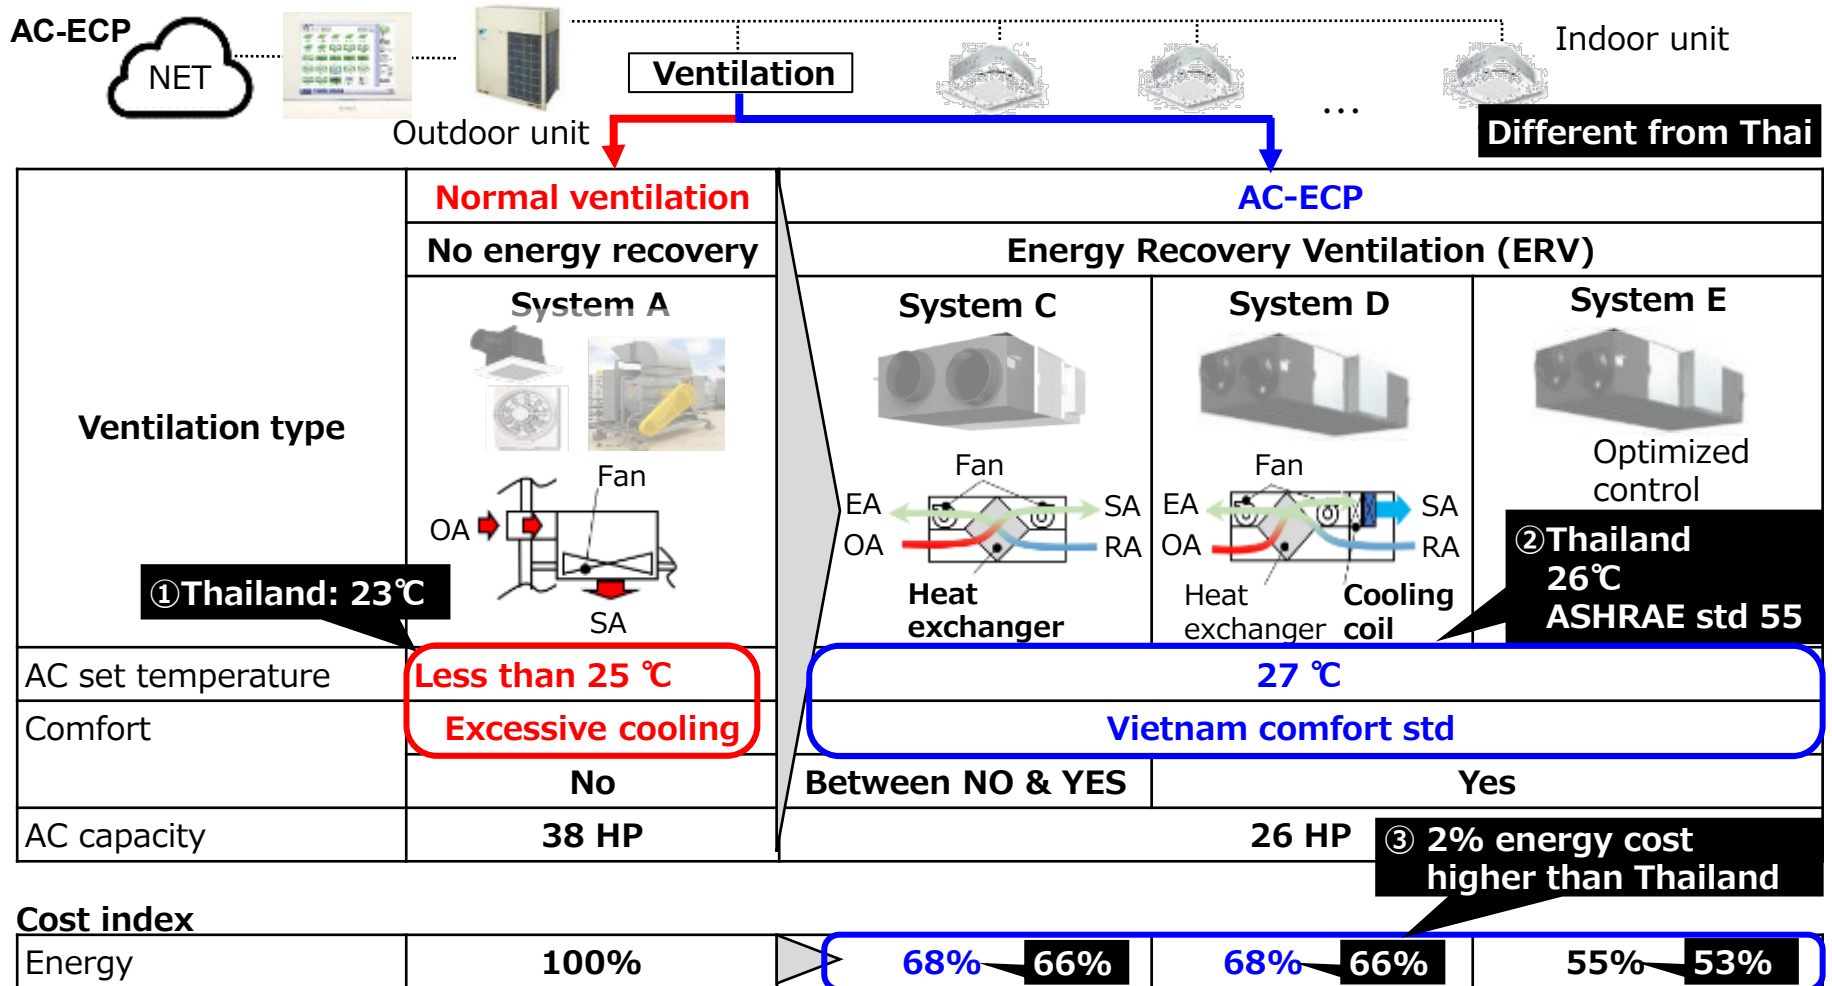 AC-ECP
NET
Outdoor unit
Ventilation
Indoor unit
...
Different from Thai
Ventilation type
Normal ventilation
AC-ECP
No energy recovery
Energy Recovery Ventilation (ERV)
System A
System C
System D
System E
Optimized
control
Fan
OA
SA
Fan
EA
SA
OA
RA
Heat
exchanger
Fan
EA
SA
OA
RA
Heat
exchanger
Cooling
coil
①Thailand: 23℃
②Thailand
26℃
ASHRAE std 55
AC set temperature
Less than 25 ℃
27 ℃
Comfort
Excessive cooling
Vietnam comfort std
No
Between NO & YES
Yes
AC capacity
38 HP
26 HP
③ 2% energy cost
higher than Thailand
Cost index
Energy
100%
68%
66%
68%
66%
55%
53%